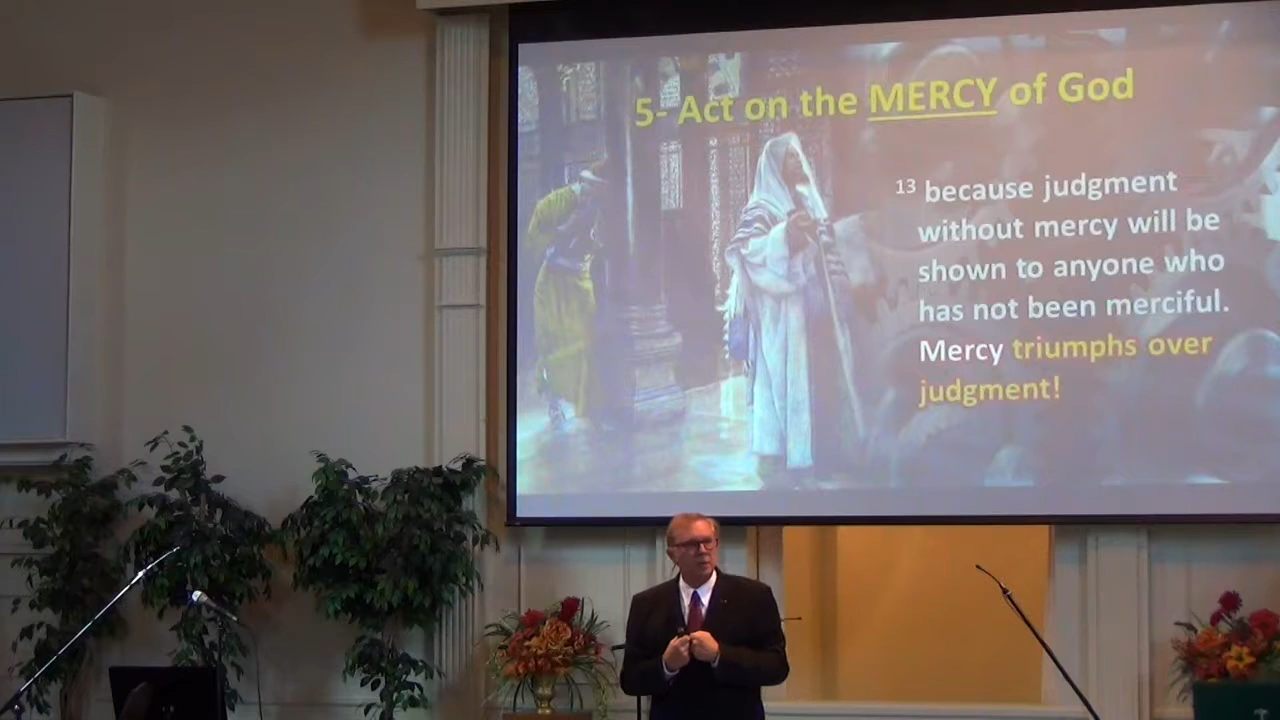 5- Act on the MERCY of God
13 because judgment
without mercy will be
shown to anyone who
has not been merciful.
Mercy triumphs over
judgment!